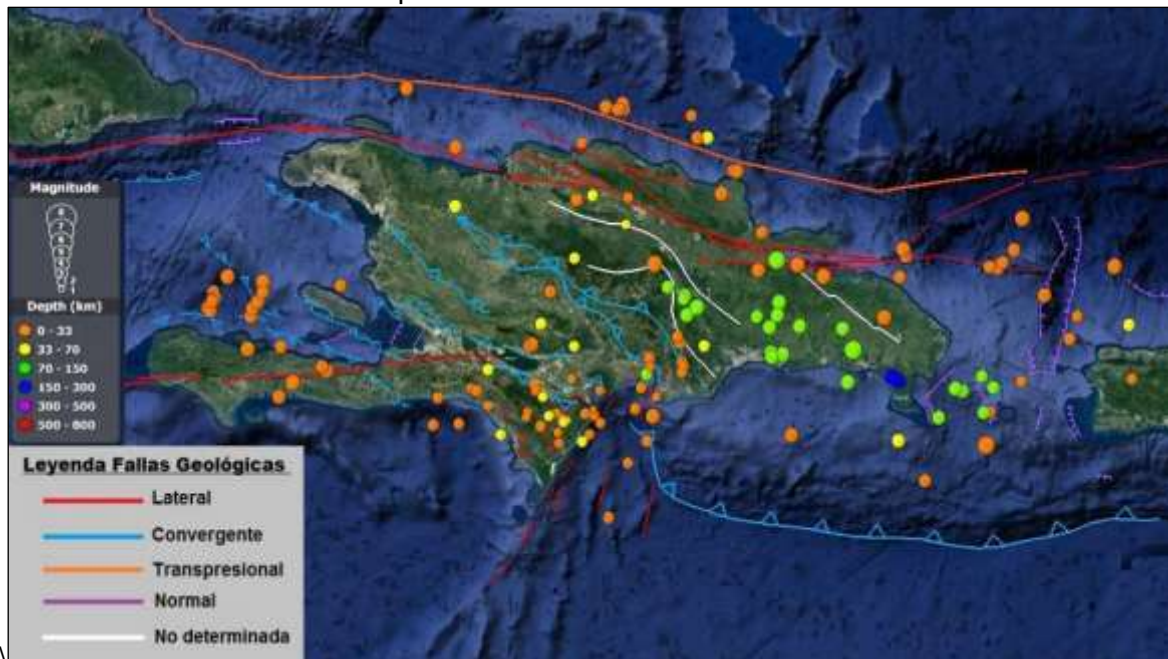 Magnitude
Depth (km)
0 - 33
33 - 70
70 - 150
150 - 300
300 - 500
500 - 800
Leyenda Fallas Geológicas
Lateral
Convergente
Transpresional
Normal
No determinada